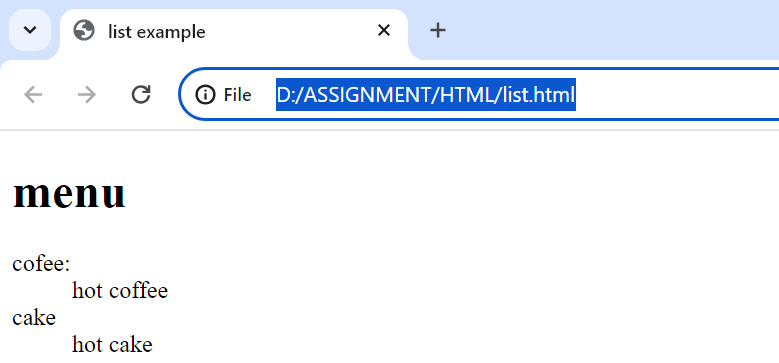 list example
File D:/ASSIGNMENT/HTML/list.html
menu
cofee:
hot coffee
cake
hot cake